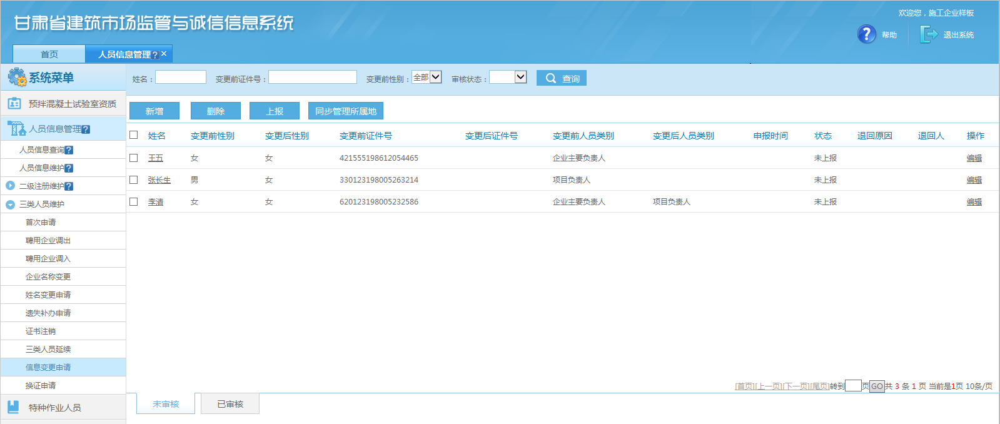 甘肃省建筑市场监管与诚信信息系统
欢迎您，施工企业样板
? 帮助
退出系统
首页
人员信息管理? ×
系统菜单
姓名：
变更前证件号：
变更前性别：全部
审核状态：
查询
预拌混凝土试验室资质
人员信息管理?
人员信息查询?
人员信息维护?
二级注册维护?
三类人员维护
首次申请
聘用企业调出
聘用企业调入
企业名称变更
姓名变更申请
遗失补办申请
证书注销
三类人员延续
信息变更申请
换证申请
特种作业人员
新增 删除 上报 同步管理所属地
姓名 变更前性别 变更后性别 变更前证件号 变更后证件号 变更前人员类别 变更后人员类别 申报时间 状态 退回原因 退回人 操作
王五 女 女 421555198612054465 企业主要负责人 未上报 编辑
张长生 男 女 330123198005263214 项目负责人 未上报 编辑
李清 女 女 620123198005232586 企业主要负责人 项目负责人 未上报 编辑
[首页][上一页][下一页][尾页]转到 页GO共 3 条 1 页 当前是1页 10条/页
未审核 已审核